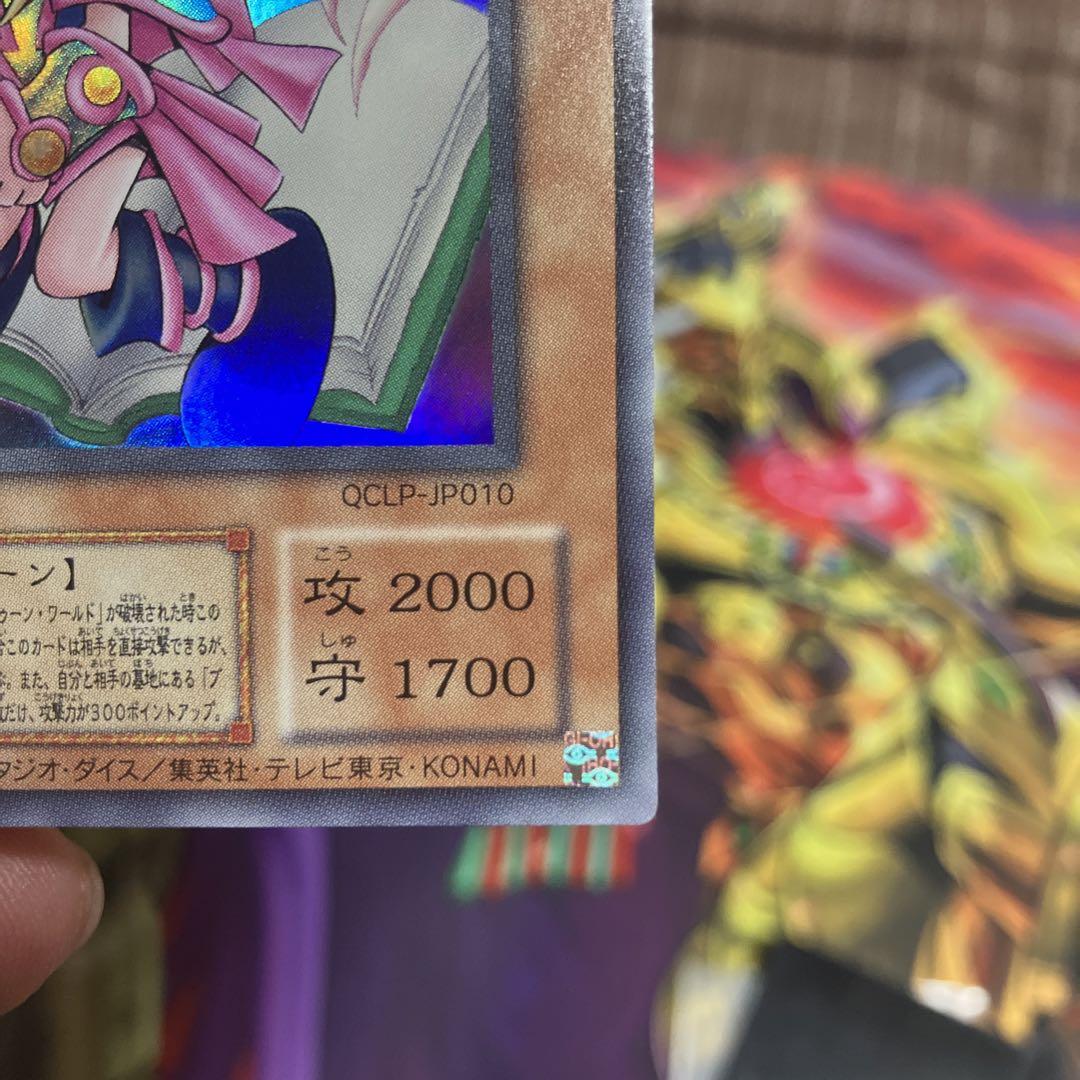 QCLP-JP010
ーン】
ゥーン・ワールド」が破壊された時この
このカードは相手を直接攻撃できるが、
。また、自分と相手の墓地にある「ブ
だけ、攻撃力が300ポイントアップ。
こう
攻 2000
しゅ
守 1700
タジオ・ダイス/集英社・テレビ東京・KONAMI